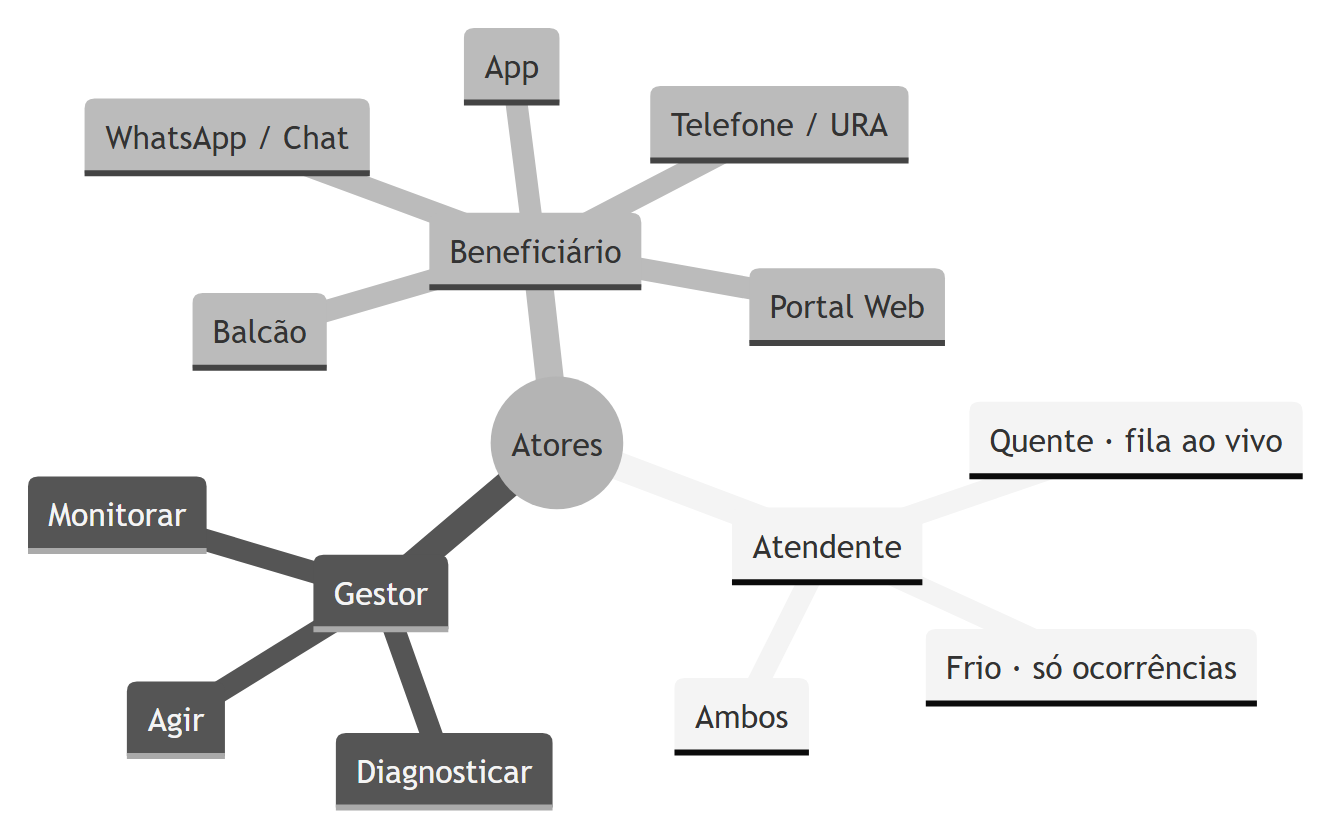 App
WhatsApp / Chat
Telefone / URA
Beneficiário
Portal Web
Balcão
Atores
Quente · fila ao vivo
Monitorar
Atendente
Gestor
Frio · só ocorrências
Agir
Ambos
Diagnosticar